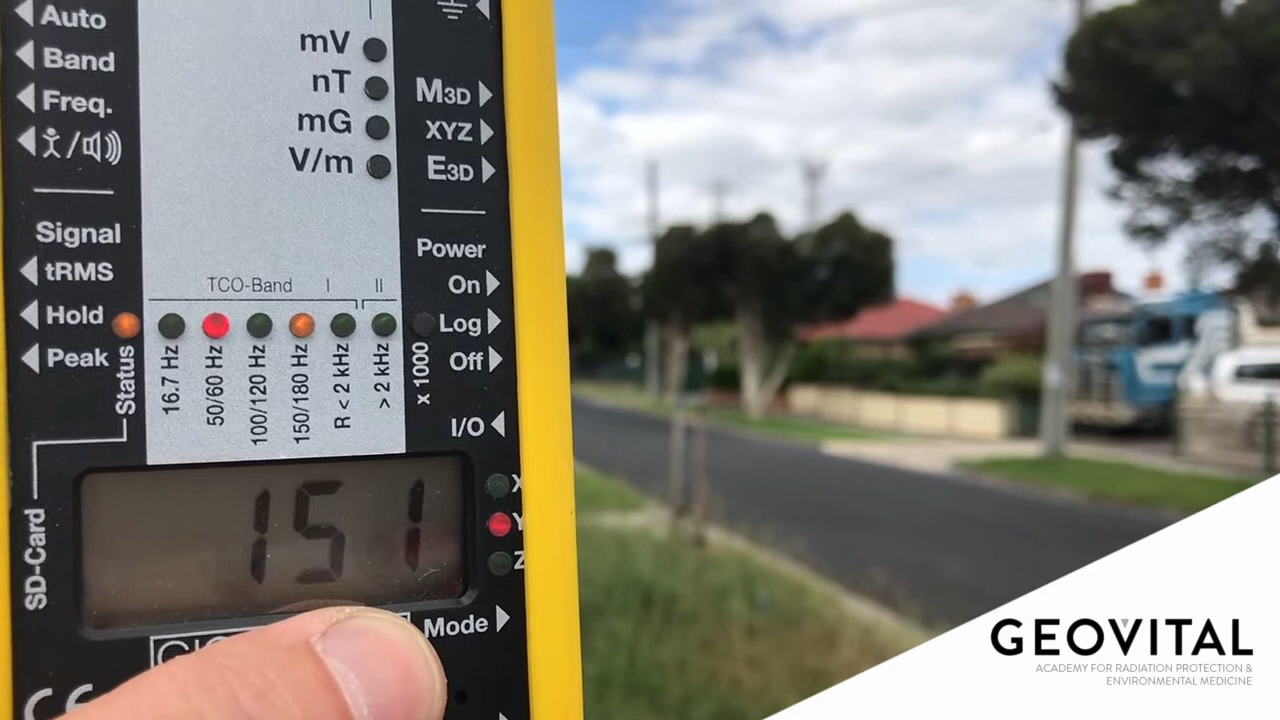 Auto
Band
Freq.
/
mV
nT
mG
V/m
M3D
XYZ
E3D
Signal
tRMS
Hold
Peak
Status
TCO-Band I II
16.7 Hz
50/60 Hz
100/120 Hz
150/180 Hz
R < 2 kHz
> 2 kHz
x 1000
Power
On
Log
Off
I/O
SD-Card
151
X
Y
Z
Mode
CE
GEOVITAL
ACADEMY FOR RADIATION PROTECTION &
ENVIRONMENTAL MEDICINE